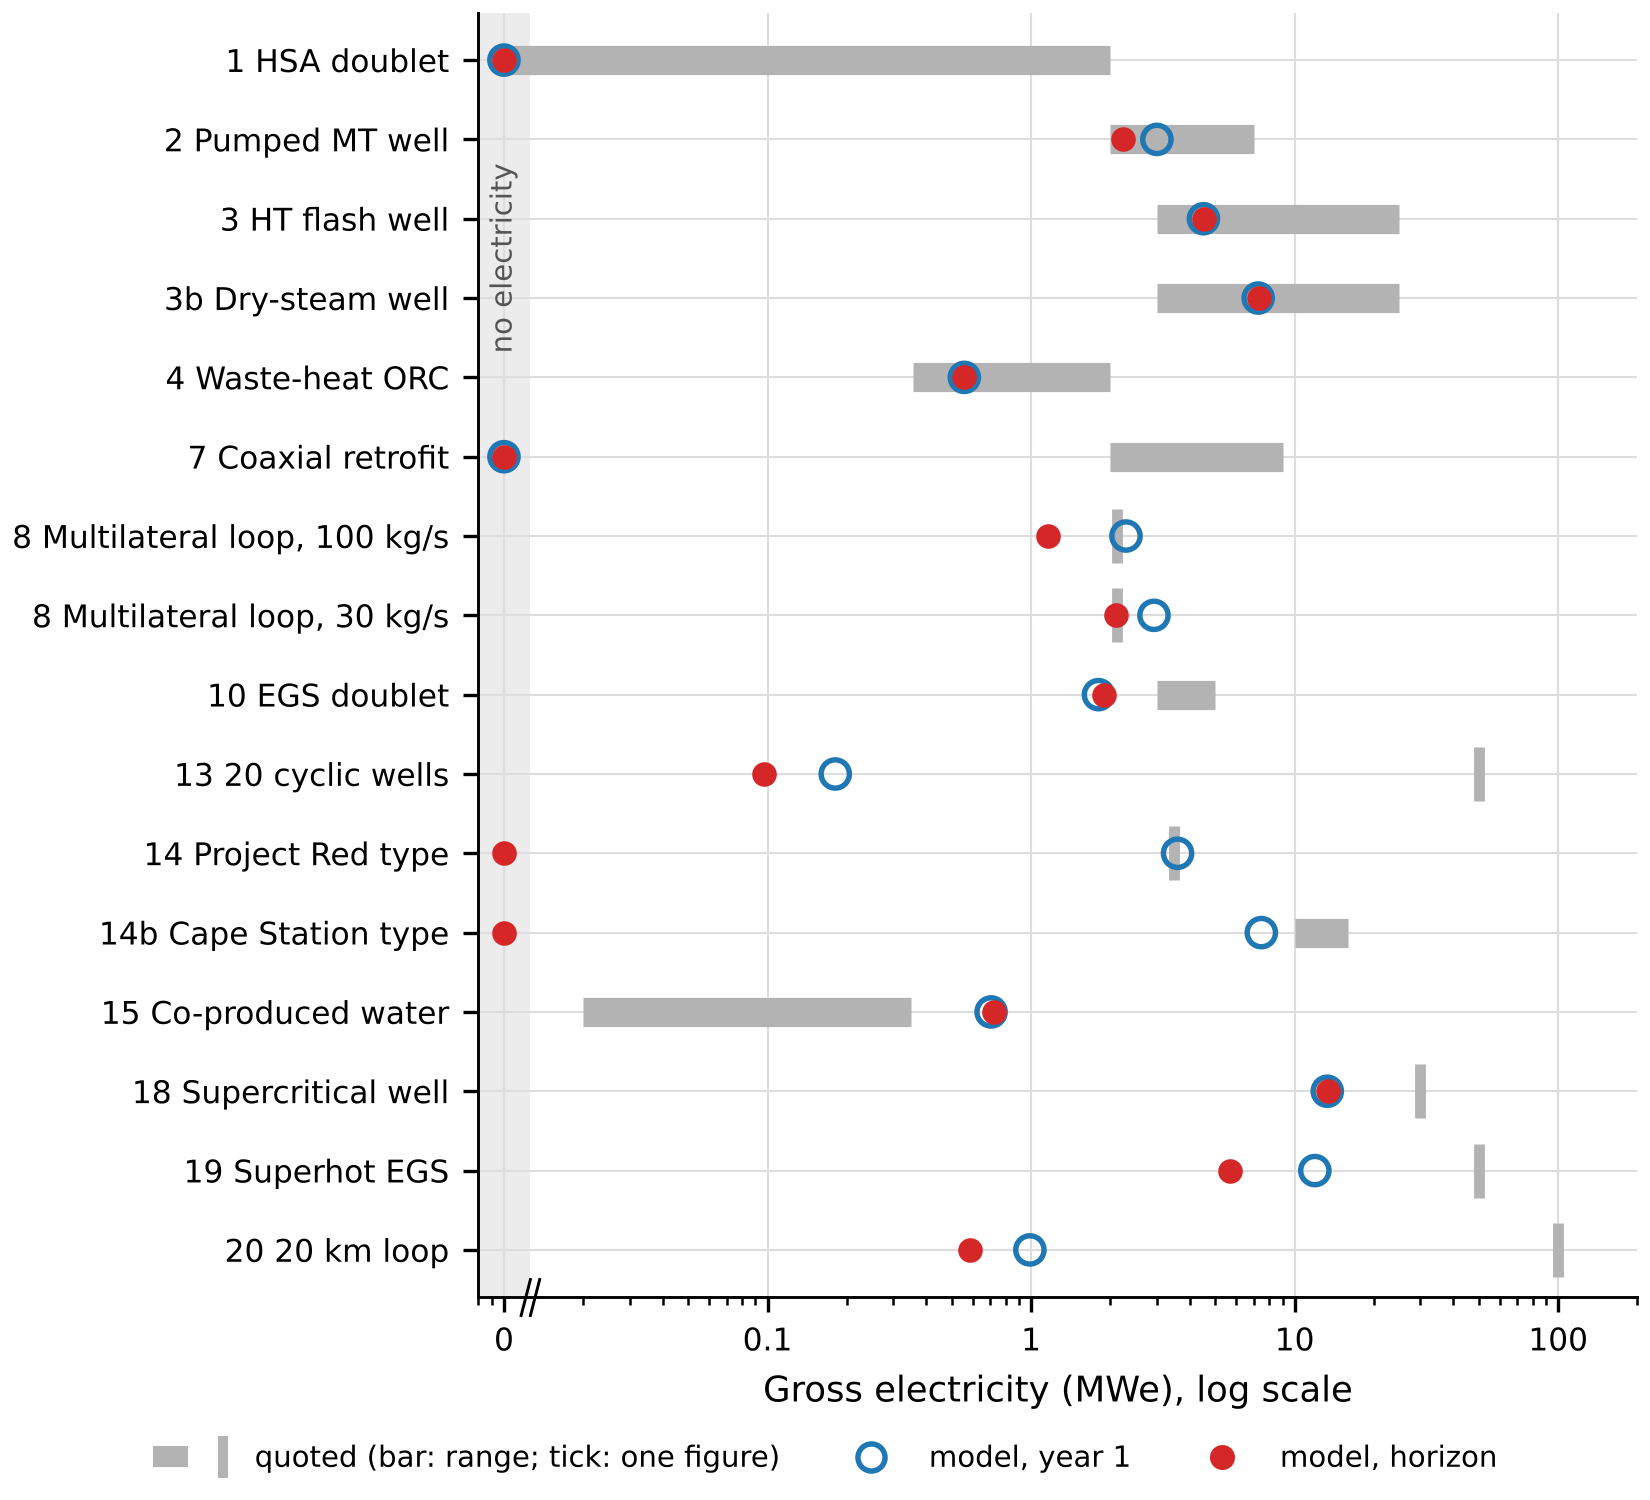 1 HSA doublet
2 Pumped MT well
3 HT flash well
3b Dry-steam well
4 Waste-heat ORC
7 Coaxial retrofit
8 Multilateral loop, 100 kg/s
8 Multilateral loop, 30 kg/s
10 EGS doublet
13 20 cyclic wells
14 Project Red type
14b Cape Station type
15 Co-produced water
18 Supercritical well
19 Superhot EGS
20 20 km loop
no electricity
0 0.1 1 10 100
Gross electricity (MWe), log scale
quoted (bar: range; tick: one figure) model, year 1 model, horizon